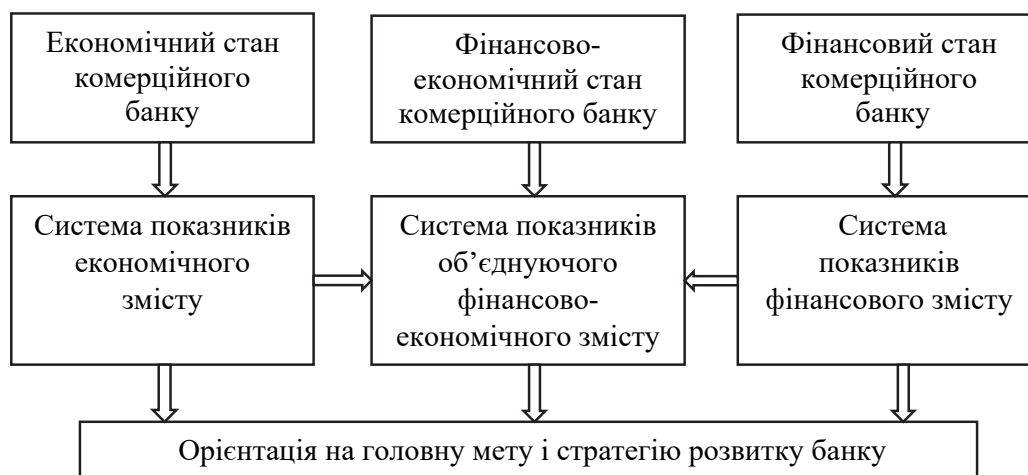 Економічний стан
комерційного
банку
Фінансово-
економічний стан
комерційного банку
Фінансовий стан
комерційного
банку
Система показників
економічного
змісту
Система показників
об’єднуючого
фінансово-
економічного змісту
Система
показників
фінансового змісту
Орієнтація на головну мету і стратегію розвитку банку